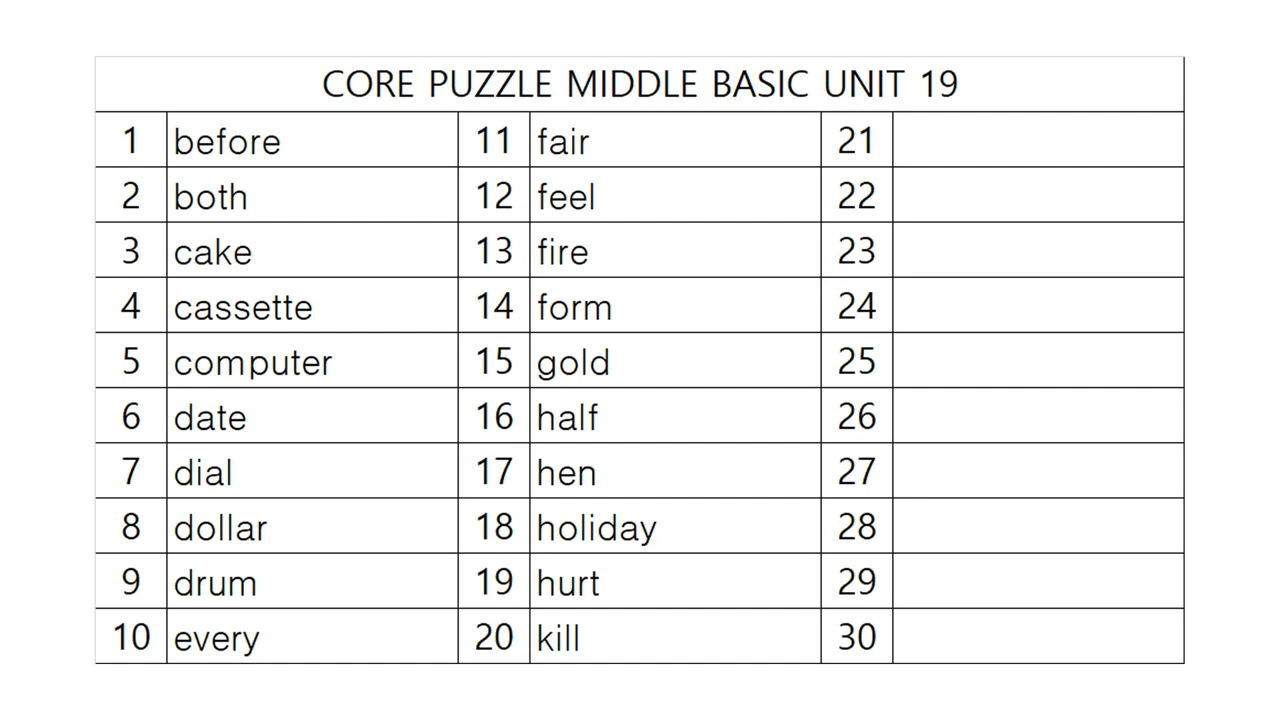 CORE PUZZLE MIDDLE BASIC UNIT 19
1 before 11 fair 21
2 both 12 feel 22
3 cake 13 fire 23
4 cassette 14 form 24
5 computer 15 gold 25
6 date 16 half 26
7 dial 17 hen 27
8 dollar 18 holiday 28
9 drum 19 hurt 29
10 every 20 kill 30